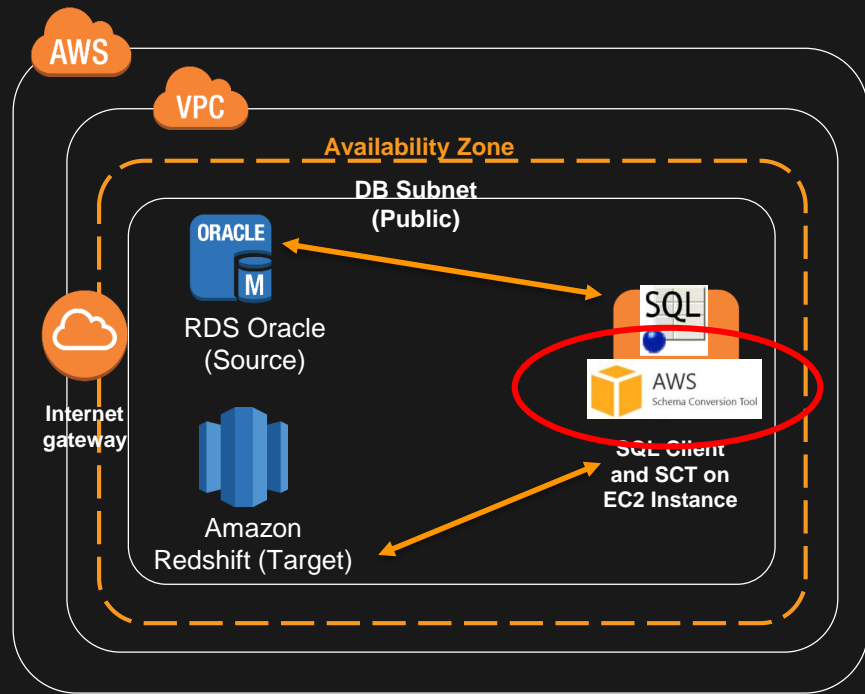 AWS
VPC
Availability Zone
DB Subnet
(Public)
ORACLE
M
RDS Oracle
(Source)
SQL
AWS
Schema Conversion Tool
Internet
gateway
SQL Client
and SCT on
EC2 Instance
Amazon
Redshift (Target)